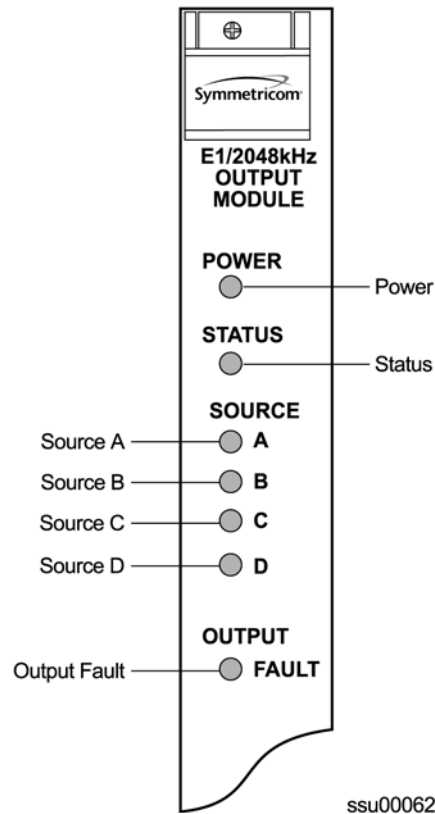 Symmetricom
E1/2048kHz
OUTPUT
MODULE
POWER
Power
STATUS
Status
SOURCE
Source A A
Source B B
Source C C
Source D D
OUTPUT
Output Fault FAULT
ssu00062